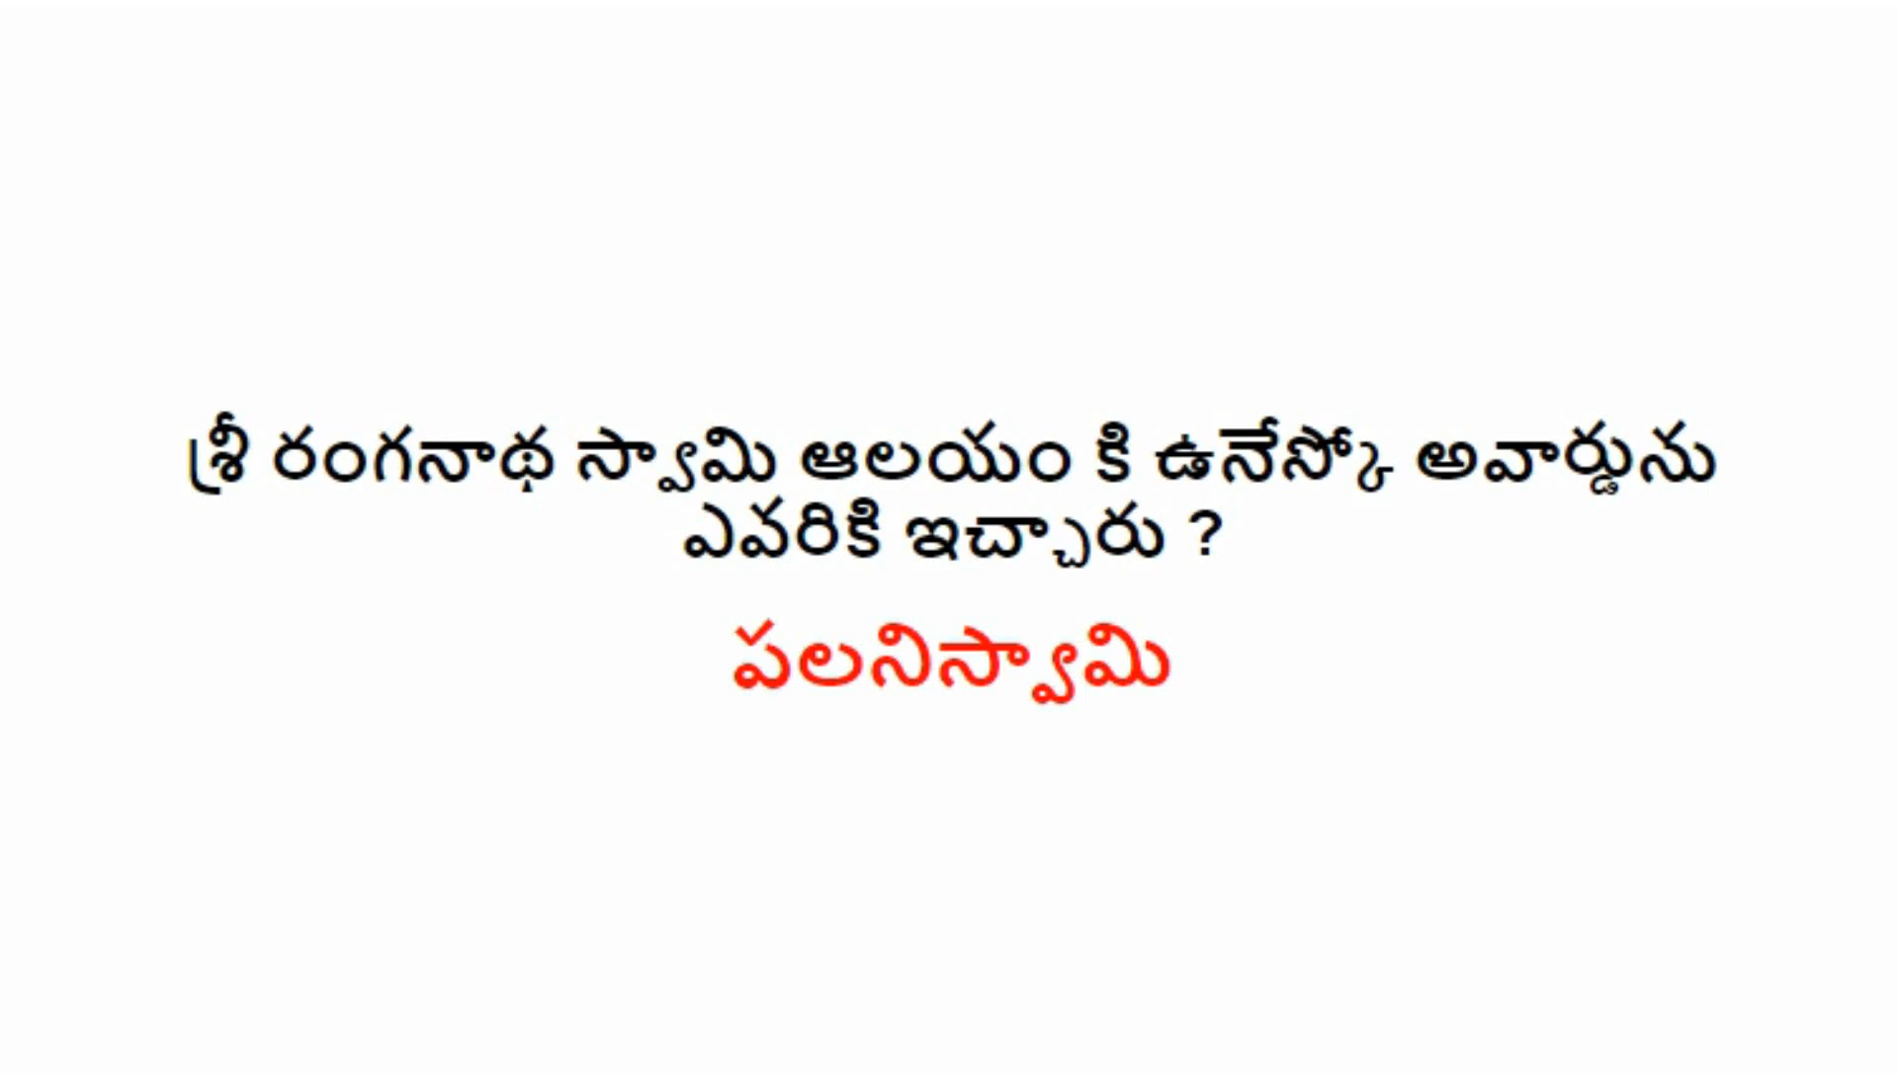 శ్రీ రంగనాథ స్వామి ఆలయం కి ఉనేస్కో అవార్డును
ఎవరికి ఇచ్చారు ?
పలనిస్వామి